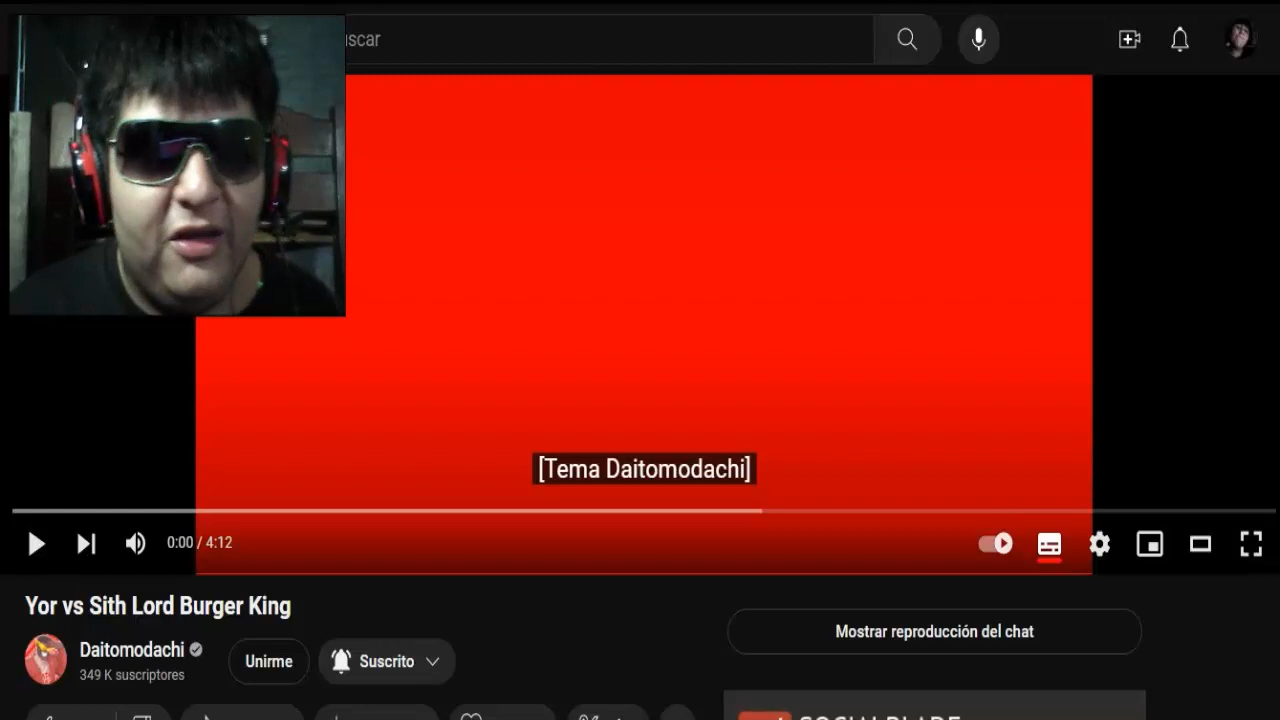 scar
[Tema Daitomodachi]
0:00 / 4:12
Yor vs Sith Lord Burger King
Mostrar reproducción del chat
Daitomodachi
349 K suscriptores
Unirme
Suscrito